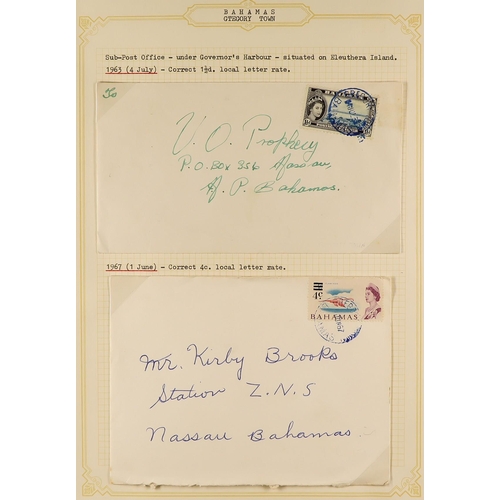 BAHAMAS
GTEGORY TOWN
Sub-Post Office - under Governor's Harbour - situated on Eleuthera Island.
1963 (4 July) - Correct 1½d. local letter rate.
To
V. O. Prophecy
P.O. Box 356 Nassau,
N. P. Bahamas.
1967 (1 June) - Correct 4c. local letter rate.
4c
BAHAMAS
Mr. Kirby Brooks
Station Z.N.S
Nassau Bahamas.